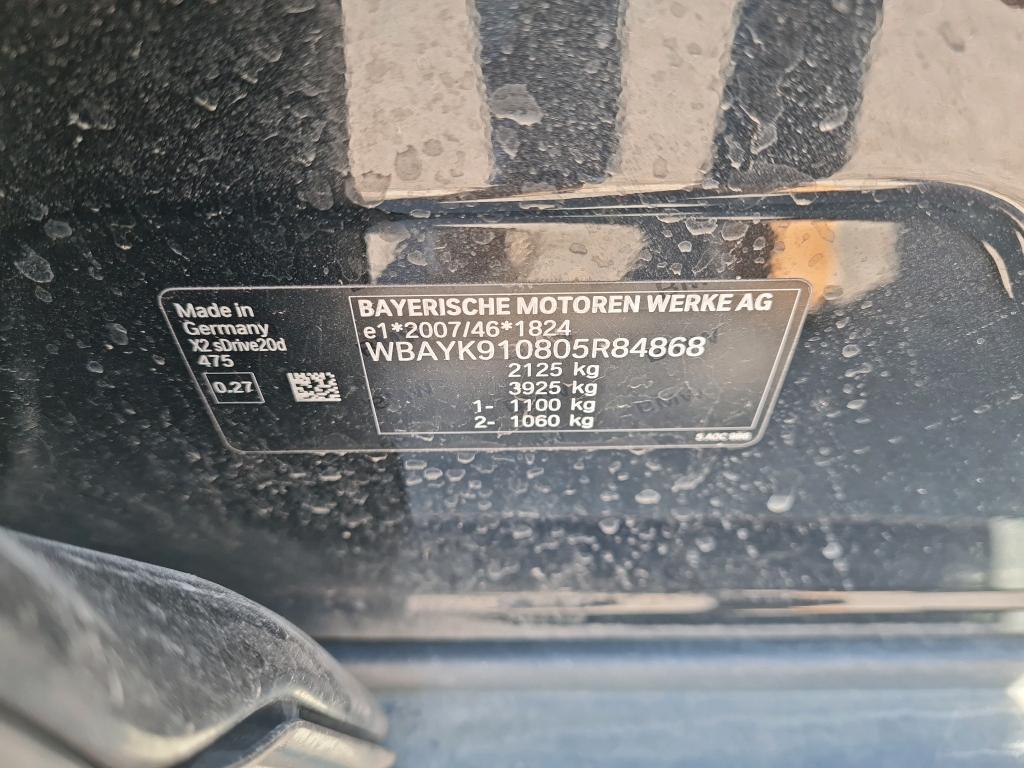 Made in
Germany
X2 sDrive20d
475
0.27
BAYERISCHE MOTOREN WERKE AG
e1*2007/46*1824
WBAYK910805R84868
2125 kg
3925 kg
1- 1100 kg
2- 1060 kg